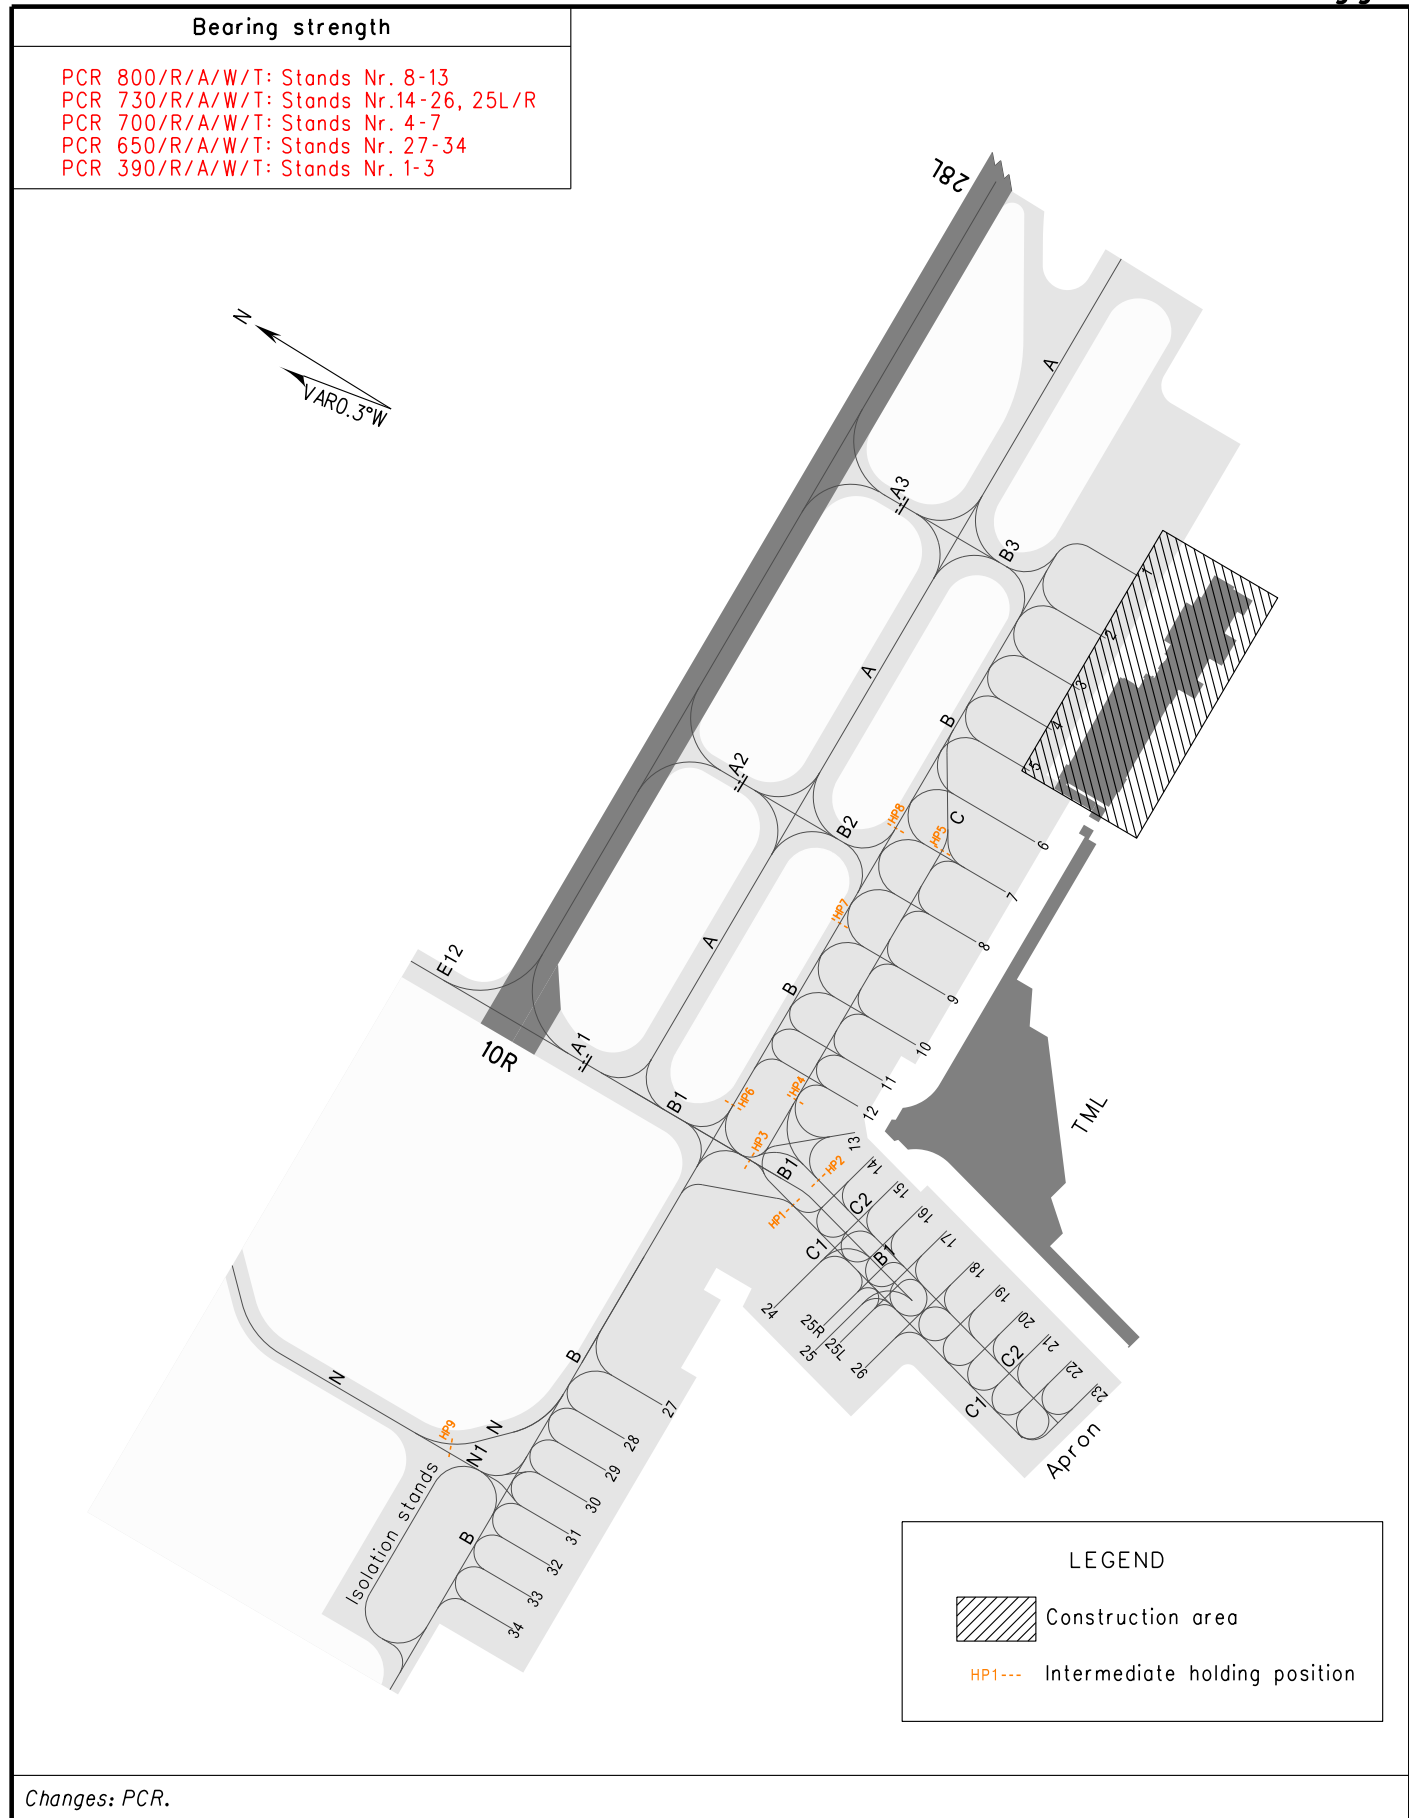 Bearing strength
PCR 800/R/A/W/T: Stands Nr. 8-13
PCR 730/R/A/W/T: Stands Nr.14-26, 25L/R
PCR 700/R/A/W/T: Stands Nr. 4-7
PCR 650/R/A/W/T: Stands Nr. 27-34
PCR 390/R/A/W/T: Stands Nr. 1-3
28L
N
VAR0.3°W
A
A3
B3
1
2
3
4
5
A
B
A2
B2
HP8
HP5
C
6
7
8
HP7
A
B
9
10
11
12
E12
10R
A1
B1
HP6
HP4
HP3
TML
13
14
15
16
17
18
19
20
21
22
23
B1
HP2
HP1
C2
C1
B1
24
25R
25
25L
26
C2
C1
Apron
B
N
HP9
N
N1
27
28
29
30
31
32
33
34
B
Isolation stands
LEGEND
Construction area
HP1--- Intermediate holding position
Changes: PCR.